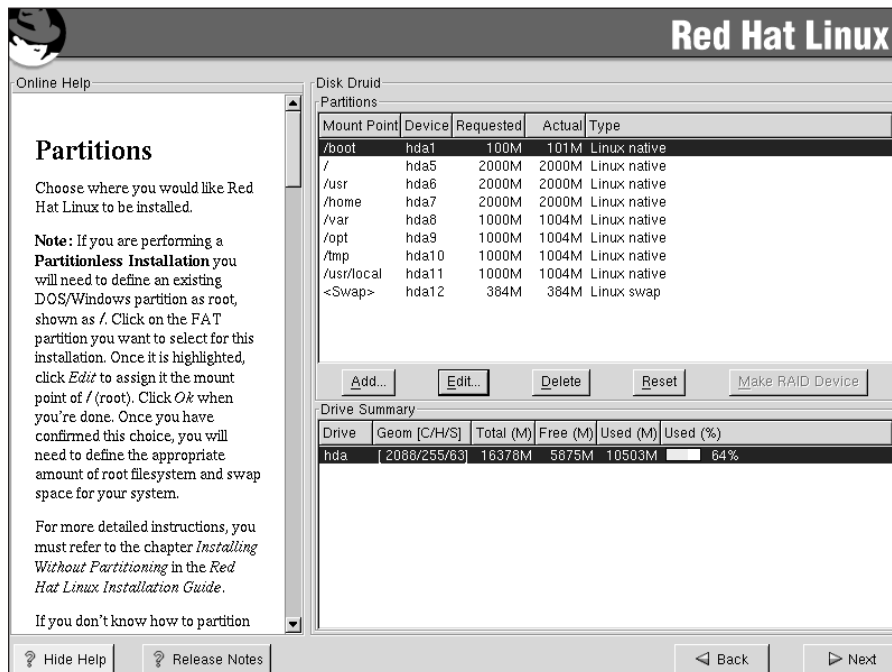 Red Hat Linux
Online Help
Partitions
Choose where you would like Red
Hat Linux to be installed.
Note: If you are performing a
Partitionless Installation you
will need to define an existing
DOS/Windows partition as root,
shown as /. Click on the FAT
partition you want to select for this
installation. Once it is highlighted,
click Edit to assign it the mount
point of / (root). Click Ok when
you're done. Once you have
confirmed this choice, you will
need to define the appropriate
amount of root filesystem and swap
space for your system.
For more detailed instructions, you
must refer to the chapter Installing
Without Partitioning in the Red
Hat Linux Installation Guide.
If you don't know how to partition
Disk Druid
Partitions
Mount Point Device Requested Actual Type
/boot hda1 100M 101M Linux native
/ hda5 2000M 2000M Linux native
/usr hda6 2000M 2000M Linux native
/home hda7 2000M 2000M Linux native
/var hda8 1000M 1004M Linux native
/opt hda9 1000M 1004M Linux native
/tmp hda10 1000M 1004M Linux native
/usr/local hda11 1000M 1004M Linux native
<Swap> hda12 384M 384M Linux swap
Add... Edit... Delete Reset Make RAID Device
Drive Summary
Drive Geom [C/H/S] Total (M) Free (M) Used (M) Used (%)
hda [ 2088/255/63] 16378M 5875M 10503M 64%
Hide Help Release Notes Back Next